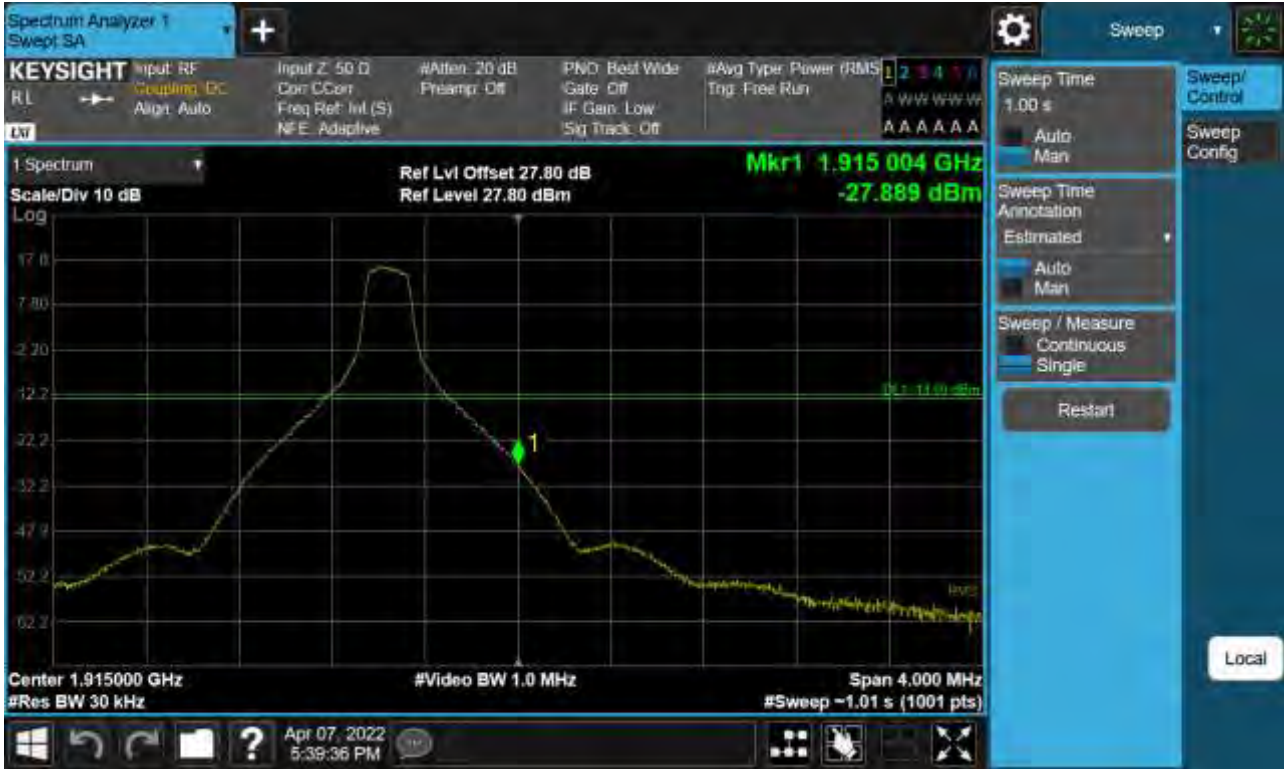 Spectrum Analyzer 1
Swept SA
+
Sweep
KEYSIGHT
RL
Input: RF
Coupling: DC
Align: Auto
Input Z: 50 Ω
Corr CCorr
Freq Ref: Int (S)
NFE: Adaptive
#Atten: 20 dB
Preamp: Off
PNO: Best Wide
Gate: Off
IF Gain: Low
Sig Track: Off
#Avg Type: Power (RMS
Trig: Free Run
1 2 3 4 5 6
A W W W W W
A A A A A A
1 Spectrum
Scale/Div 10 dB
Log
Ref Lvl Offset 27.80 dB
Ref Level 27.80 dBm
Mkr1 1.915 004 GHz
-27.889 dBm
17.8
7.80
-2.20
-12.2
-22.2
-32.2
-42.2
-52.2
-62.2
1
RMS
Center 1.915000 GHz
#Res BW 30 kHz
#Video BW 1.0 MHz
Span 4.000 MHz
#Sweep ~1.01 s (1001 pts)
Sweep Time
1.00 s
Auto
Man
Sweep Time
Annotation
Estimated
Auto
Man
Sweep / Measure
Continuous
Single
Restart
Sweep/
Control
Sweep
Config
Local
?
Apr 07, 2022
5:39:36 PM